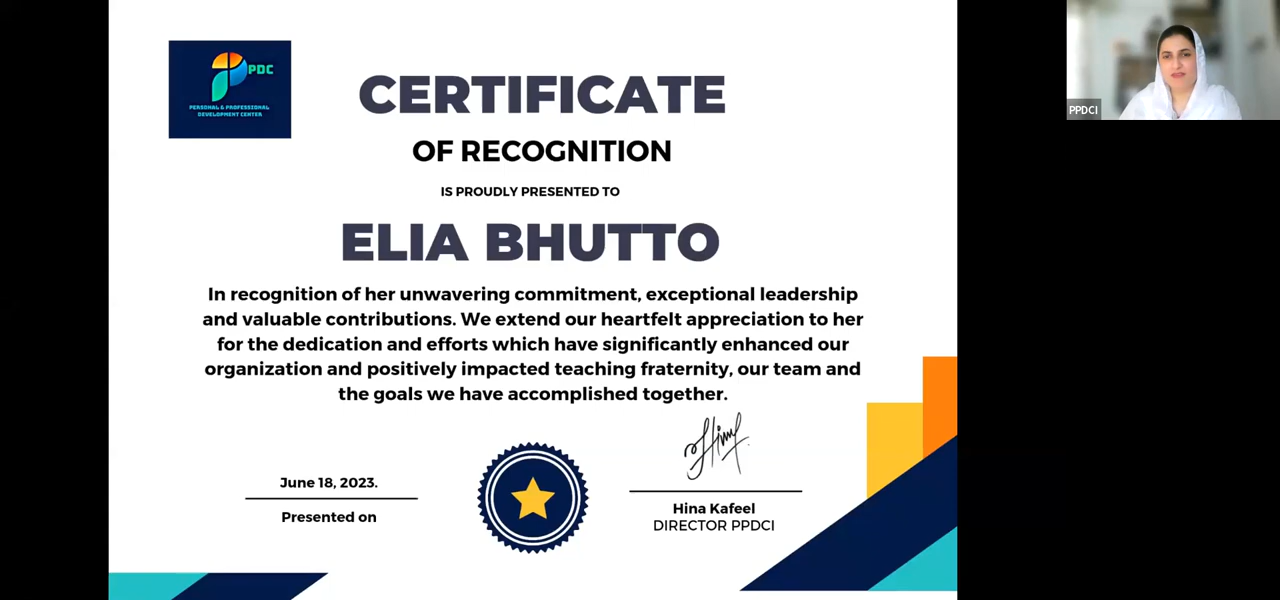 PDC
PERSONAL & PROFESSIONAL
DEVELOPMENT CENTER
CERTIFICATE
OF RECOGNITION
IS PROUDLY PRESENTED TO
ELIA BHUTTO
In recognition of her unwavering commitment, exceptional leadership
and valuable contributions. We extend our heartfelt appreciation to her
for the dedication and efforts which have significantly enhanced our
organization and positively impacted teaching fraternity, our team and
the goals we have accomplished together.
June 18, 2023.
Presented on
Hina Kafeel
DIRECTOR PPDCI
PPDCI